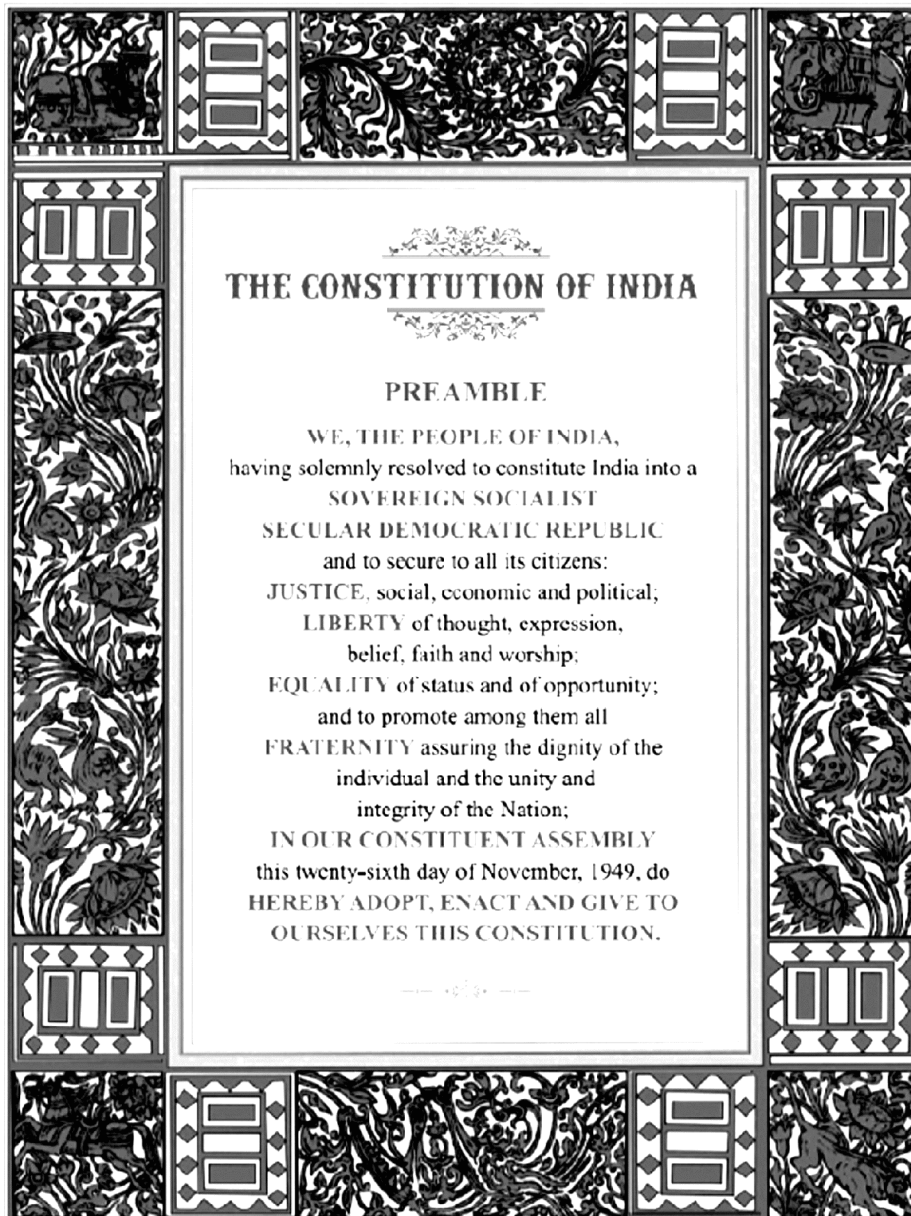 THE CONSTITUTION OF INDIA
PREAMBLE
WE, THE PEOPLE OF INDIA,
having solemnly resolved to constitute India into a
SOVEREIGN SOCIALIST
SECULAR DEMOCRATIC REPUBLIC
and to secure to all its citizens:
JUSTICE, social, economic and political;
LIBERTY of thought, expression,
belief, faith and worship;
EQUALITY of status and of opportunity;
and to promote among them all
FRATERNITY assuring the dignity of the
individual and the unity and
integrity of the Nation;
IN OUR CONSTITUENT ASSEMBLY
this twenty-sixth day of November, 1949, do
HEREBY ADOPT, ENACT AND GIVE TO
OURSELVES THIS CONSTITUTION.